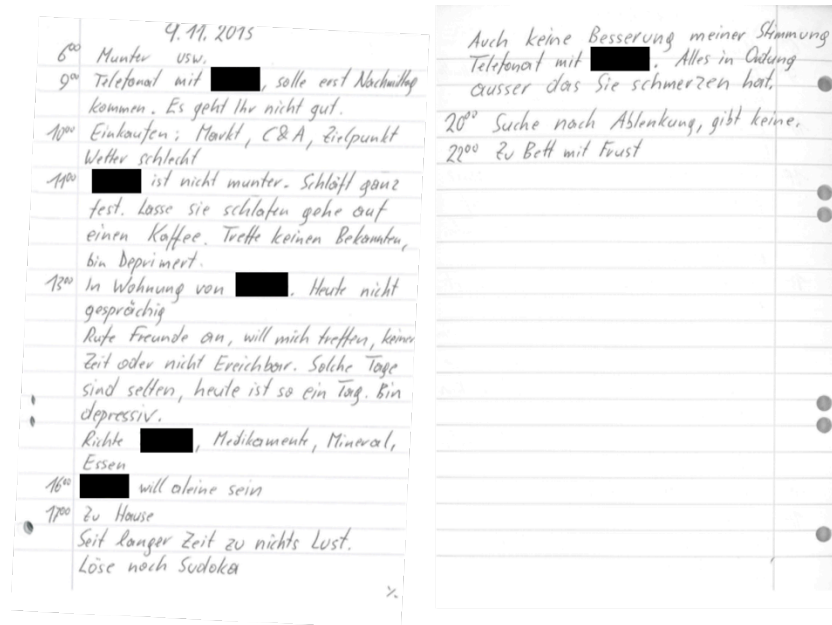 9.11.2015
6⁰⁰ Munter usw.
9⁰⁰ Telefonat mit , solle erst Nachmittag
kommen. Es geht Ihr nicht gut.
10⁰⁰ Einkaufen; Markt, C&A, Zielpunkt
Wetter schlecht
11⁰⁰ ist nicht munter. Schläft ganz
fest. Lasse sie schlafen gehe auf
einen Kaffee. Treffe keinen Bekannten,
bin Deprimert.
13⁰⁰ In Wohnung von . Heute nicht
gesprächig
Rufe Freunde an, will mich treffen, keiner
Zeit oder nicht Ereichbar. Solche Tage
sind selten, heute ist so ein Tag. Bin
depressiv.
Richte , Medikamente, Mineral,
Essen
16⁰⁰ will aleine sein
17⁰⁰ Zu Hause
Seit langer Zeit zu nichts Lust.
Löse noch Sudoka
%.
Auch keine Besserung meiner Stimmung
Telefonat mit . Alles in Ordung
ausser das Sie schmerzen hat.
20⁰⁰ Suche nach Ablenkung, gibt keine.
22⁰⁰ Zu Bett mit Frust